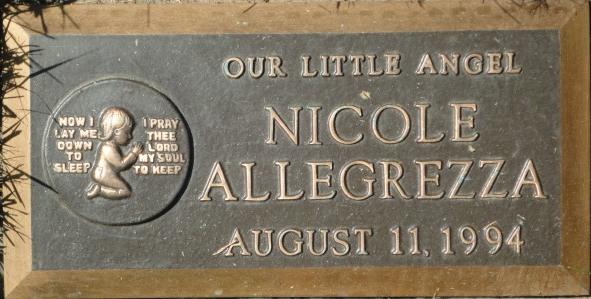 OUR LITTLE ANGEL
NICOLE
ALLEGREZZA
AUGUST 11, 1994
NOW I
LAY ME
DOWN
TO
SLEEP
I PRAY
THEE
LORD
MY SOUL
TO KEEP